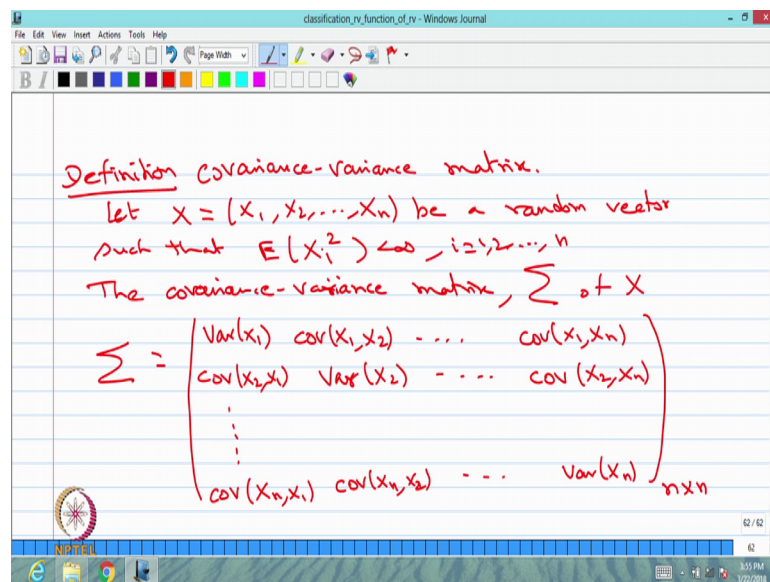 classification_rv_function_of_rv - Windows Journal
File Edit View Insert Actions Tools Help
Page Width
B I
Definition covariance-variance matrix.
Let X = (X₁, X₂, ..., Xn) be a random vector
such that E(Xᵢ²) < ∞, i=1,2...,n
The covariance-variance matrix, Σ of X
Σ = Var(X₁) cov(X₁,X₂) - .... cov(X₁,Xn)
cov(X₂,X₁) Var(X₂) - - - . cov(X₂,Xn)
cov(Xn,X₁) cov(Xn,X₂) - - - Var(Xn) n×n
NPTEL
62 / 62
62
3:55 PM